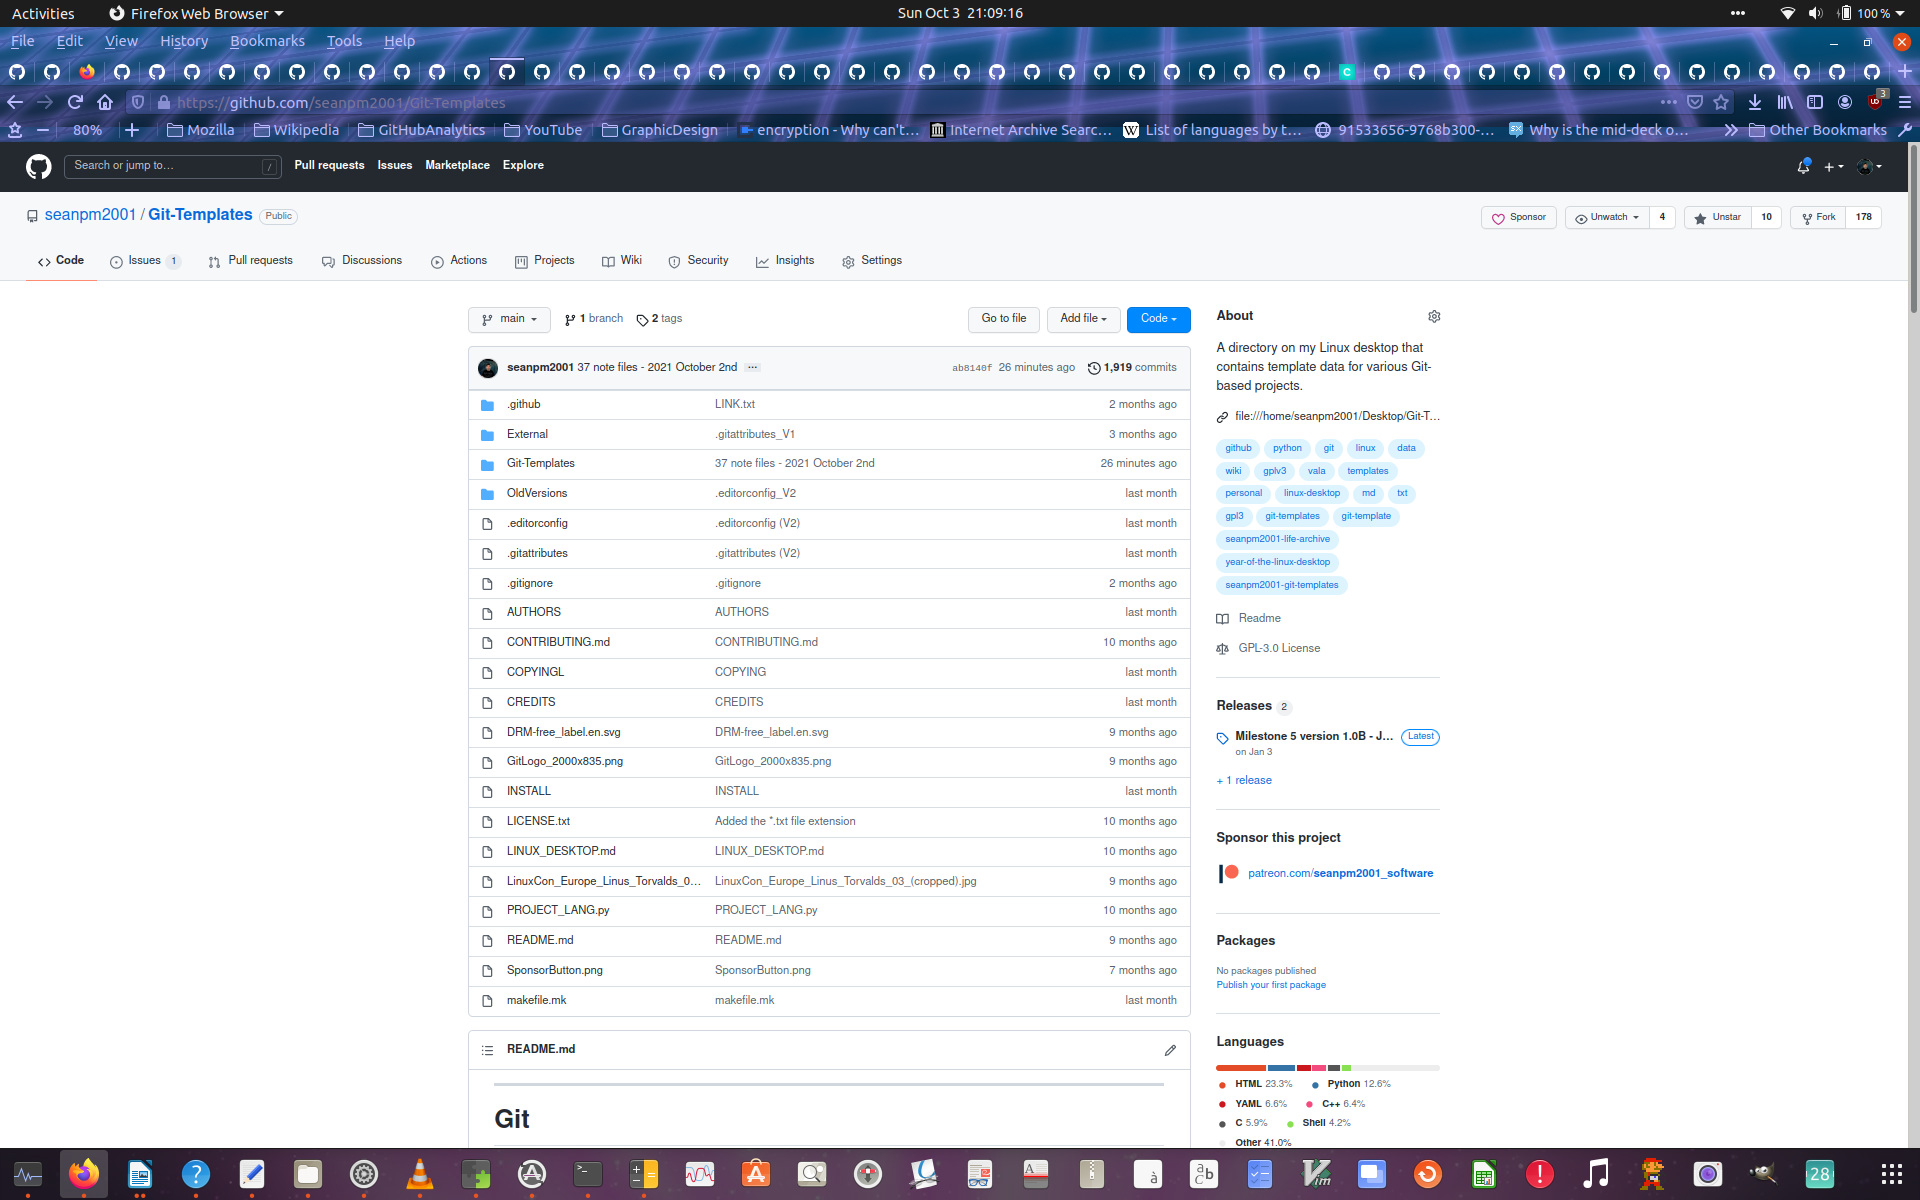 Activities Firefox Web Browser Sun Oct 3 21:09:16 100 %
File Edit View History Bookmarks Tools Help
https://github.com/seanpm2001/Git-Templates 3
80% Mozilla Wikipedia GitHubAnalytics YouTube GraphicDesign encryption - Why can't… Internet Archive Searc… List of languages by t… 91533656-9768b300-… Why is the mid-deck o… Other Bookmarks
Search or jump to… / Pull requests Issues Marketplace Explore
seanpm2001 / Git-Templates Public Sponsor Unwatch 4 Unstar 10 Fork 178
Code Issues 1 Pull requests Discussions Actions Projects Wiki Security Insights Settings
main 1 branch 2 tags Go to file Add file Code
seanpm2001 37 note files - 2021 October 2nd … ab8140f 26 minutes ago 1,919 commits
.github LINK.txt 2 months ago
External .gitattributes_V1 3 months ago
Git-Templates 37 note files - 2021 October 2nd 26 minutes ago
OldVersions .editorconfig_V2 last month
.editorconfig .editorconfig (V2) last month
.gitattributes .gitattributes (V2) last month
.gitignore .gitignore 2 months ago
AUTHORS AUTHORS last month
CONTRIBUTING.md CONTRIBUTING.md 10 months ago
COPYINGL COPYING last month
CREDITS CREDITS last month
DRM-free_label.en.svg DRM-free_label.en.svg 9 months ago
GitLogo_2000x835.png GitLogo_2000x835.png 9 months ago
INSTALL INSTALL last month
LICENSE.txt Added the *.txt file extension 10 months ago
LINUX_DESKTOP.md LINUX_DESKTOP.md 10 months ago
LinuxCon_Europe_Linus_Torvalds_0… LinuxCon_Europe_Linus_Torvalds_03_(cropped).jpg 9 months ago
PROJECT_LANG.py PROJECT_LANG.py 10 months ago
README.md README.md 9 months ago
SponsorButton.png SponsorButton.png 7 months ago
makefile.mk makefile.mk last month
README.md
Git
About
A directory on my Linux desktop that
contains template data for various Git-
based projects.
file:///home/seanpm2001/Desktop/Git-T…
github python git linux data
wiki gplv3 vala templates
personal linux-desktop md txt
gpl3 git-templates git-template
seanpm2001-life-archive
year-of-the-linux-desktop
seanpm2001-git-templates
Readme
GPL-3.0 License
Releases 2
Milestone 5 version 1.0B - J… Latest
on Jan 3
+ 1 release
Sponsor this project
patreon.com/seanpm2001_software
Packages
No packages published
Publish your first package
Languages
HTML 23.3% Python 12.6%
YAML 6.6% C++ 6.4%
C 5.9% Shell 4.2%
Other 41.0%
28